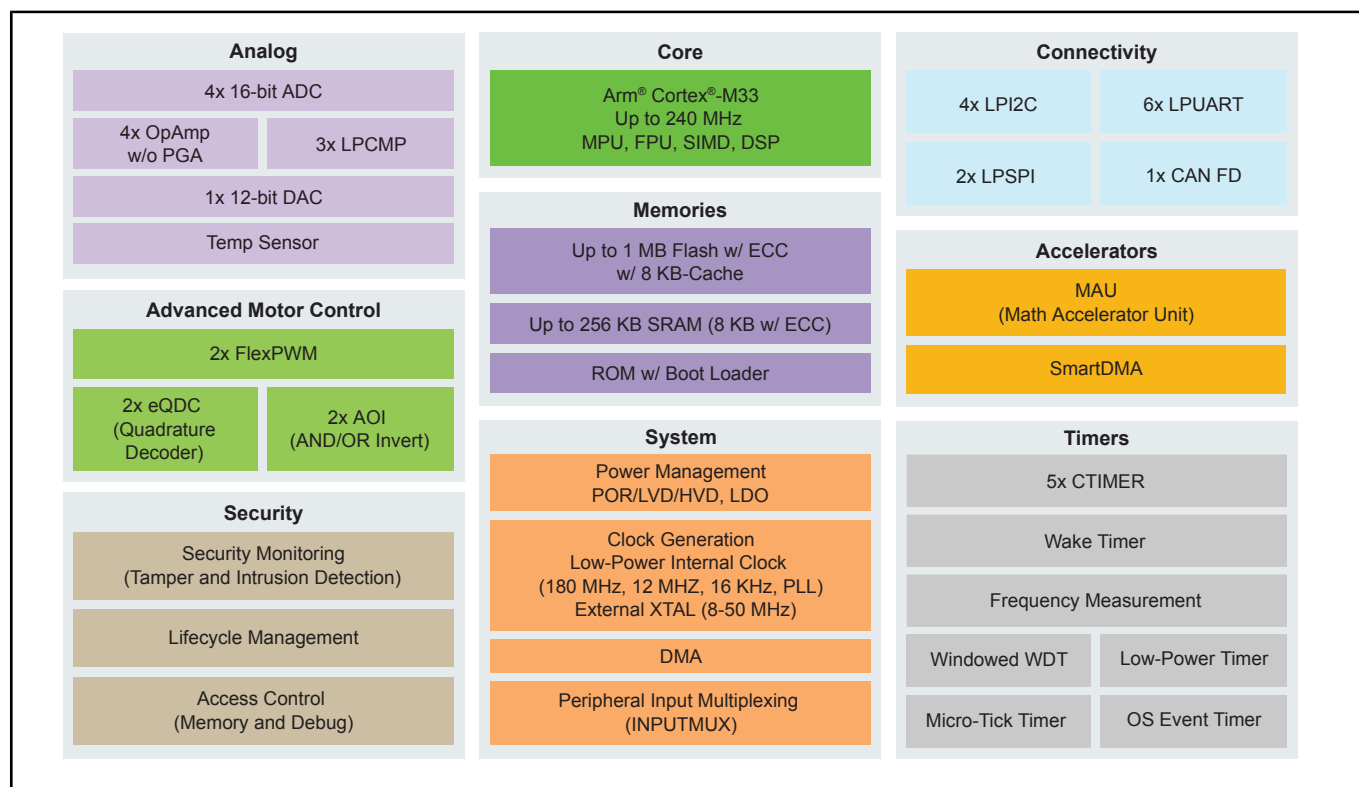 Analog
4x 16-bit ADC
4x OpAmp
w/o PGA
3x LPCMP
1x 12-bit DAC
Temp Sensor
Advanced Motor Control
2x FlexPWM
2x eQDC
(Quadrature
Decoder)
2x AOI
(AND/OR Invert)
Security
Security Monitoring
(Tamper and Intrusion Detection)
Lifecycle Management
Access Control
(Memory and Debug)
Core
Arm® Cortex®-M33
Up to 240 MHz
MPU, FPU, SIMD, DSP
Memories
Up to 1 MB Flash w/ ECC
w/ 8 KB-Cache
Up to 256 KB SRAM (8 KB w/ ECC)
ROM w/ Boot Loader
System
Power Management
POR/LVD/HVD, LDO
Clock Generation
Low-Power Internal Clock
(180 MHz, 12 MHZ, 16 KHz, PLL)
External XTAL (8-50 MHz)
DMA
Peripheral Input Multiplexing
(INPUTMUX)
Connectivity
4x LPI2C
6x LPUART
2x LPSPI
1x CAN FD
Accelerators
MAU
(Math Accelerator Unit)
SmartDMA
Timers
5x CTIMER
Wake Timer
Frequency Measurement
Windowed WDT
Low-Power Timer
Micro-Tick Timer
OS Event Timer